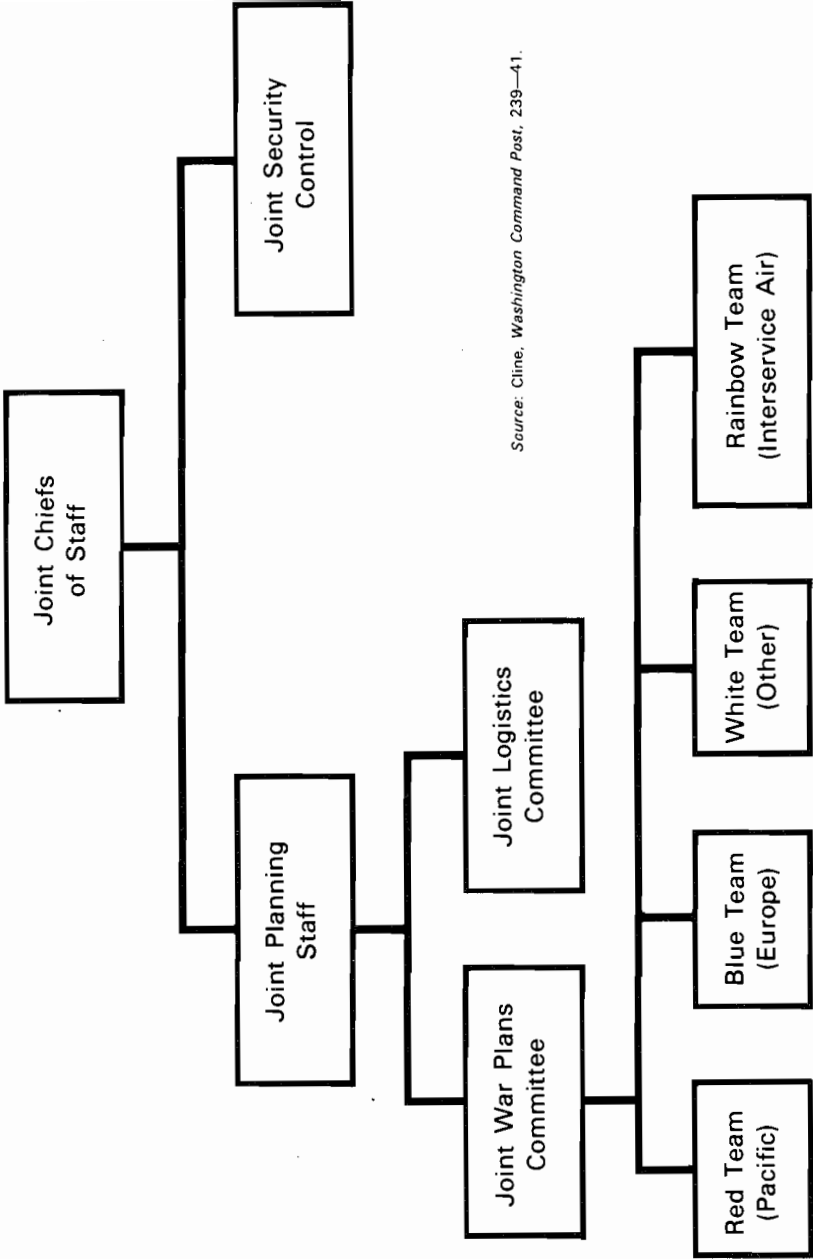 Joint Chiefs
of Staff
Joint Planning
Staff
Joint Security
Control
Joint War Plans
Committee
Joint Logistics
Committee
Source: Cline, Washington Command Post, 239—41.
Red Team
(Pacific)
Blue Team
(Europe)
White Team
(Other)
Rainbow Team
(Interservice Air)